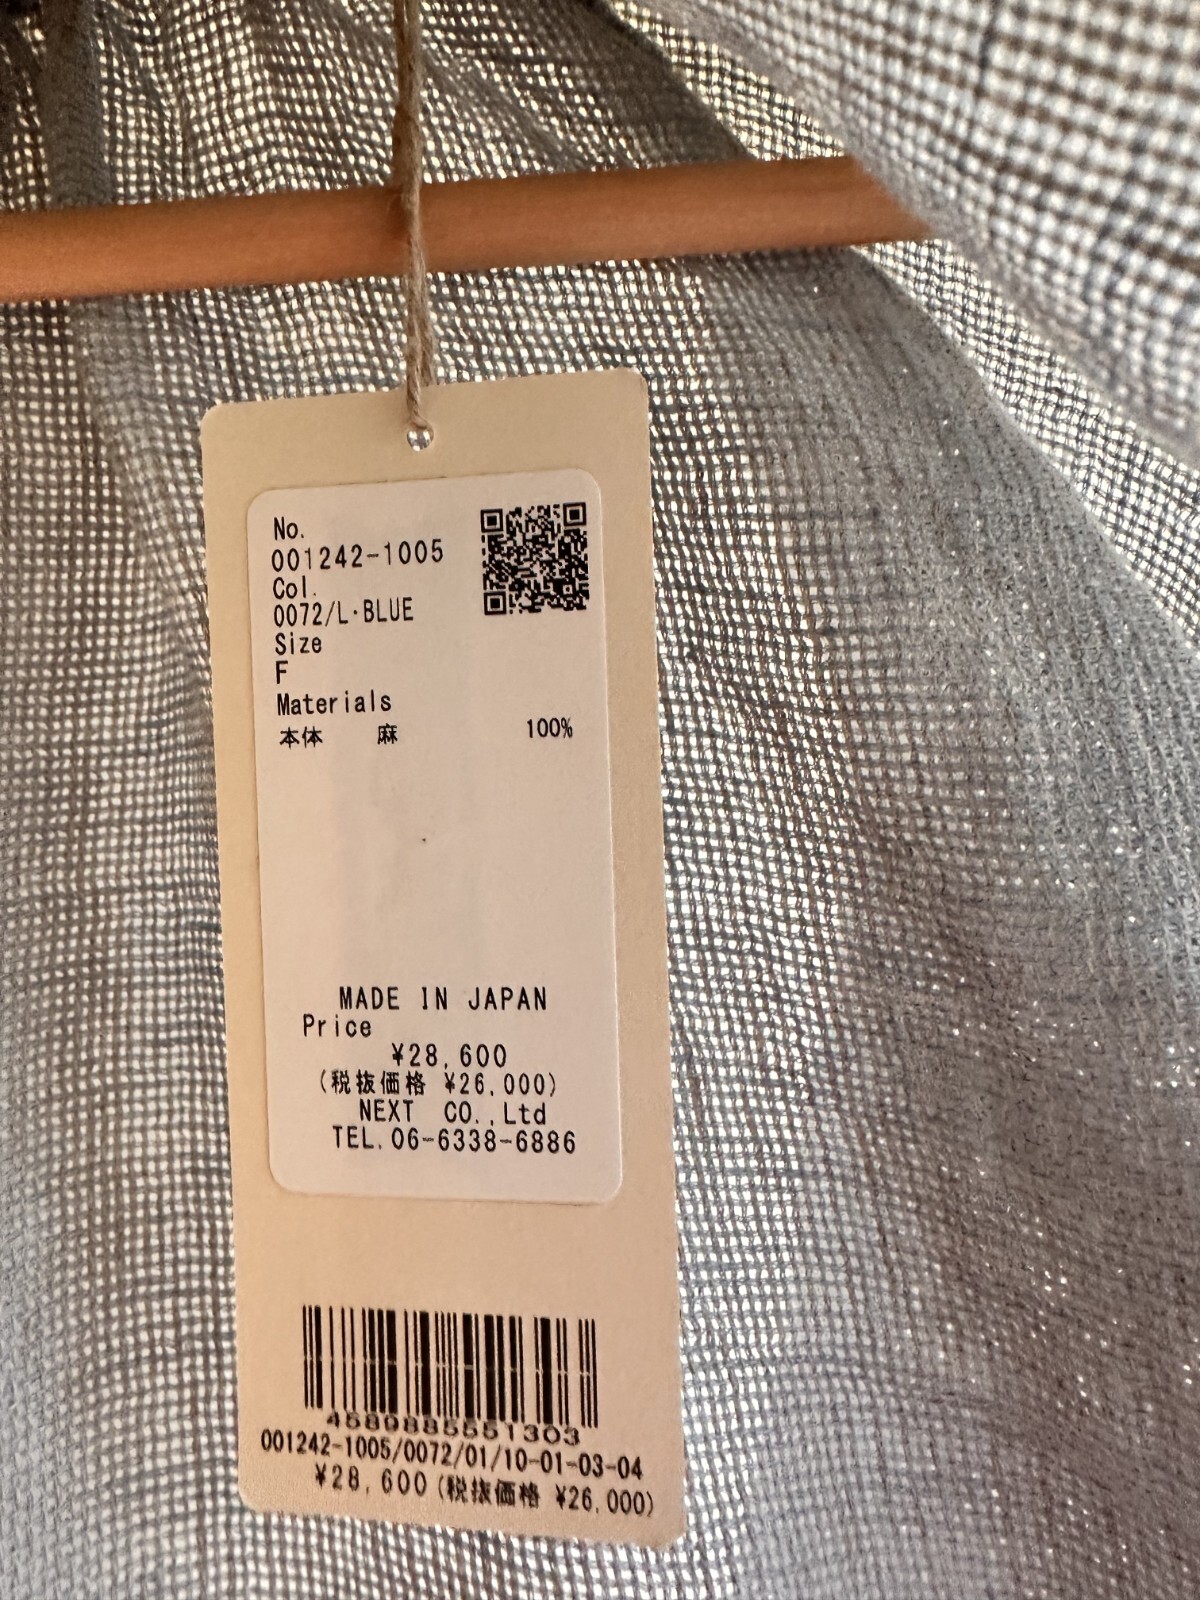 No.
001242-1005
Col.
0072/L·BLUE
Size
F
Materials
本体 麻 100%
MADE IN JAPAN
Price
¥28,600
(税抜価格 ¥26,000)
NEXT CO.,Ltd
TEL.06-6338-6886
4589885551303
001242-1005/0072/01/10-01-03-04
¥28,600(税抜価格 ¥26,000)